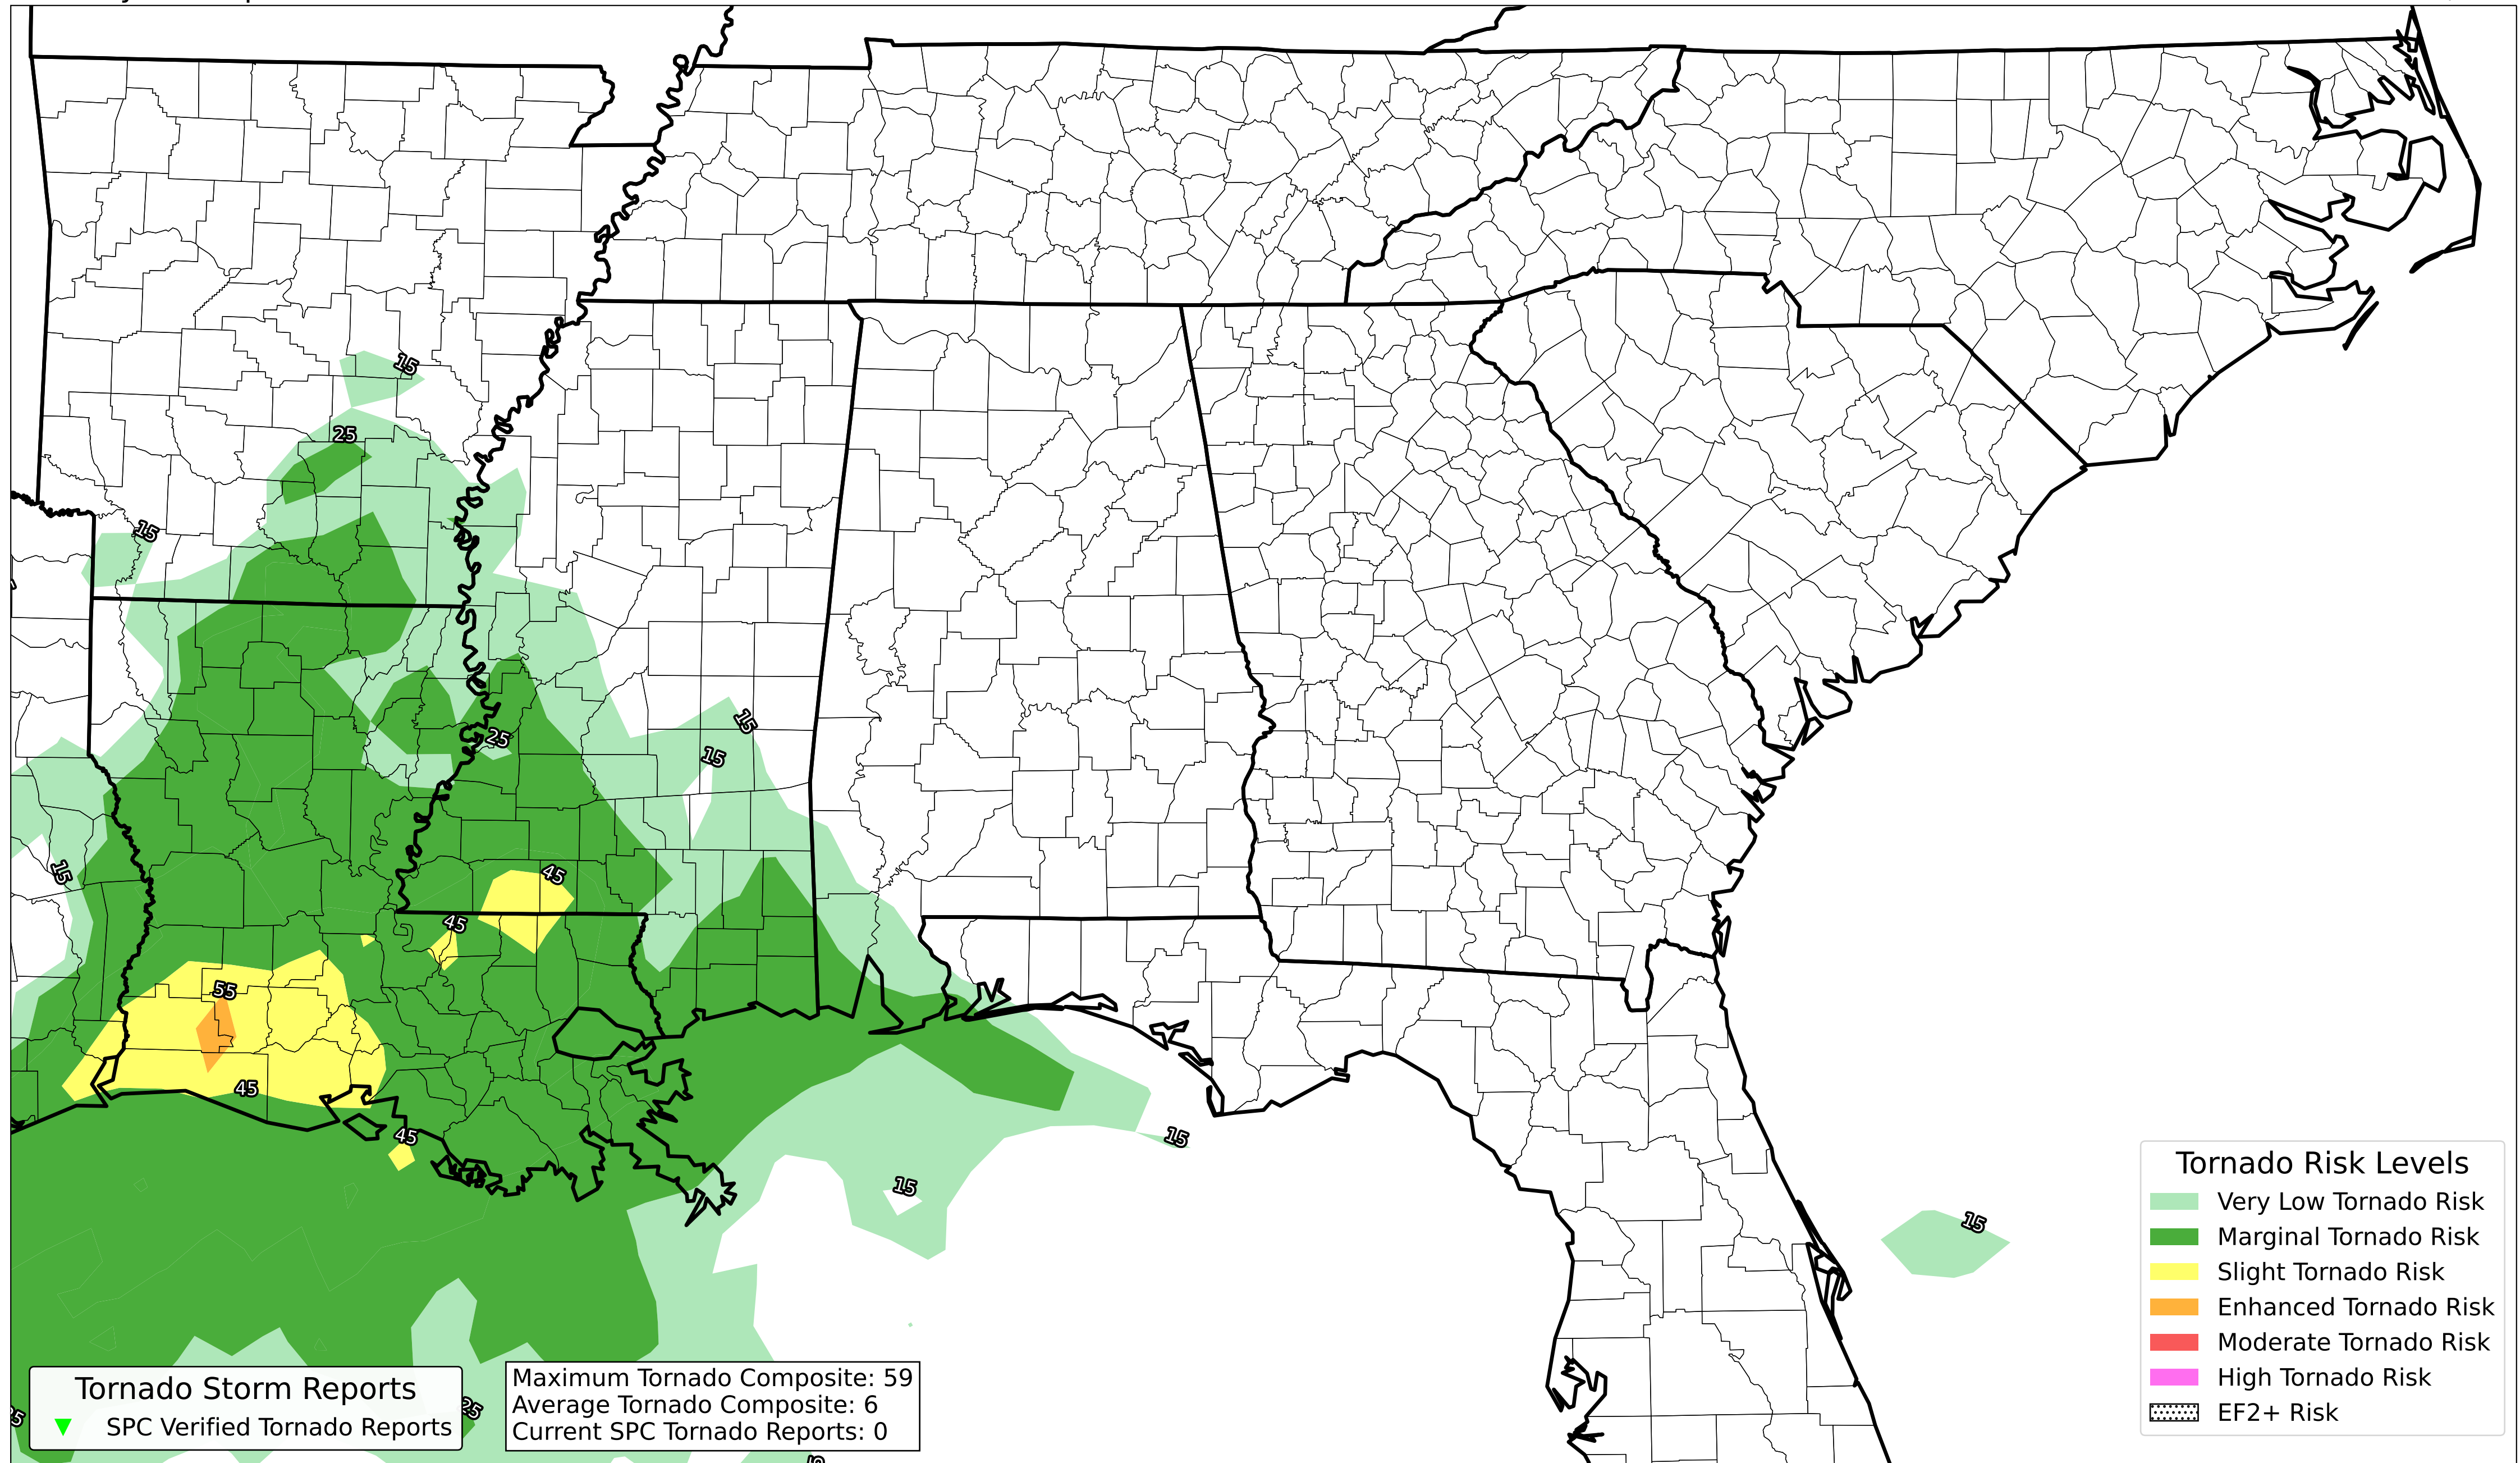 15
25
15
15
25
15
15
45
45
55
45
45
15
15
15
25
Tornado Risk Levels
Very Low Tornado Risk
Marginal Tornado Risk
Slight Tornado Risk
Enhanced Tornado Risk
Moderate Tornado Risk
High Tornado Risk
EF2+ Risk
Tornado Storm Reports
SPC Verified Tornado Reports
Maximum Tornado Composite: 59
Average Tornado Composite: 6
Current SPC Tornado Reports: 0